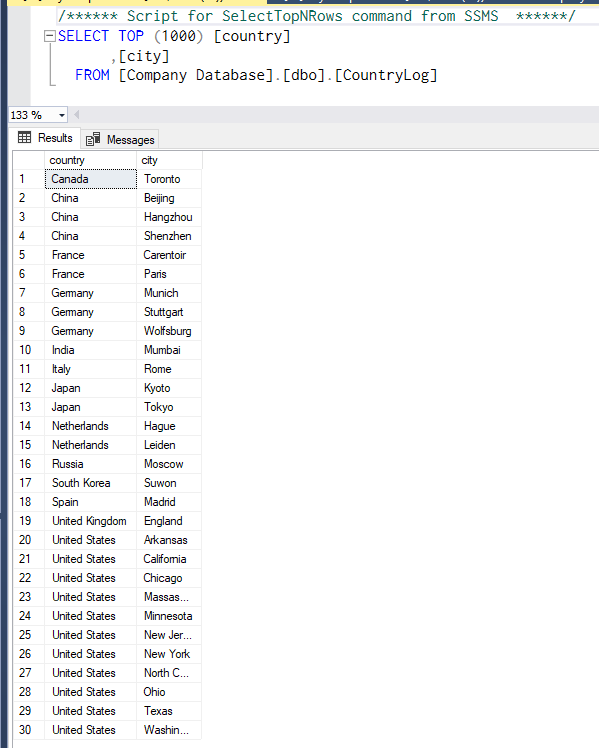 /****** Script for SelectTopNRows command from SSMS ******/
SELECT TOP (1000) [country]
,[city]
FROM [Company Database].[dbo].[CountryLog]
133 %
Results Messages
country city
1 Canada Toronto
2 China Beijing
3 China Hangzhou
4 China Shenzhen
5 France Carentoir
6 France Paris
7 Germany Munich
8 Germany Stuttgart
9 Germany Wolfsburg
10 India Mumbai
11 Italy Rome
12 Japan Kyoto
13 Japan Tokyo
14 Netherlands Hague
15 Netherlands Leiden
16 Russia Moscow
17 South Korea Suwon
18 Spain Madrid
19 United Kingdom England
20 United States Arkansas
21 United States California
22 United States Chicago
23 United States Massas...
24 United States Minnesota
25 United States New Jer...
26 United States New York
27 United States North C...
28 United States Ohio
29 United States Texas
30 United States Washin...